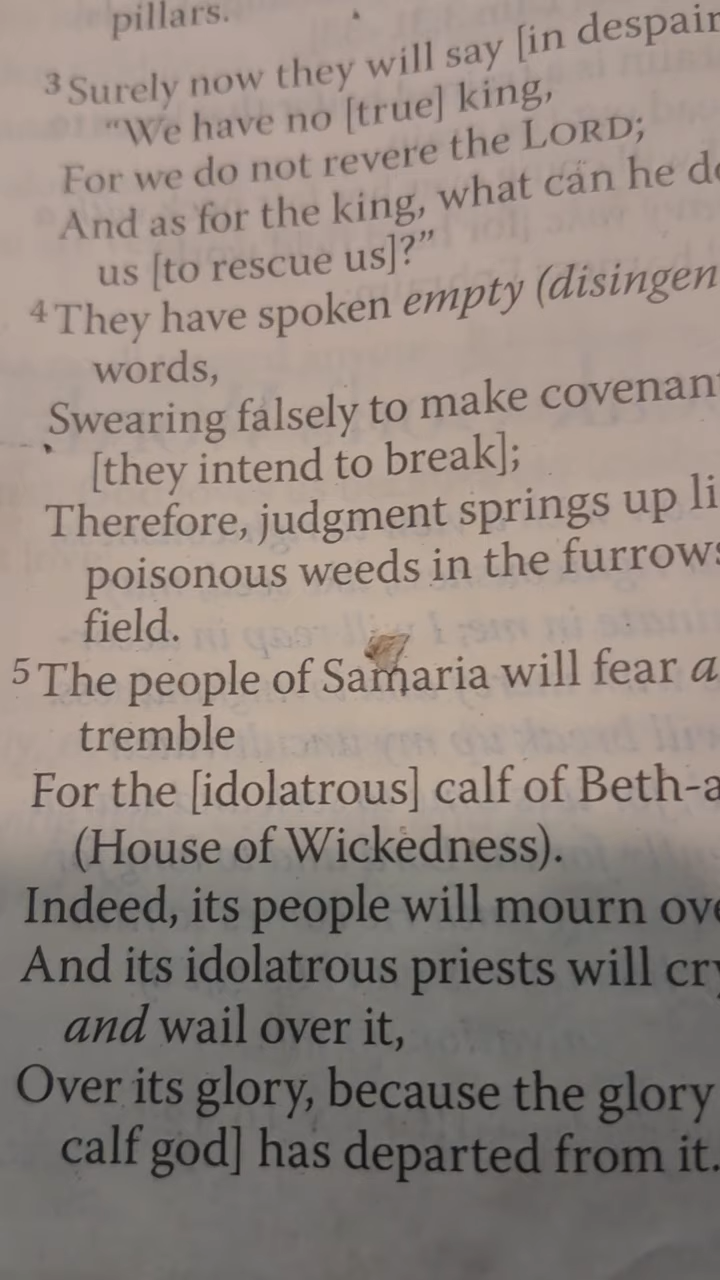 pillars.
3 Surely now they will say [in despair
“We have no [true] king,
For we do not revere the LORD;
And as for the king, what can he d
us [to rescue us]?”
4 They have spoken empty (disingen
words,
Swearing falsely to make covenan
[they intend to break];
Therefore, judgment springs up li
poisonous weeds in the furrows
field.
5 The people of Samaria will fear a
tremble
For the [idolatrous] calf of Beth-a
(House of Wickedness).
Indeed, its people will mourn ove
And its idolatrous priests will cry
and wail over it,
Over its glory, because the glory
calf god] has departed from it.